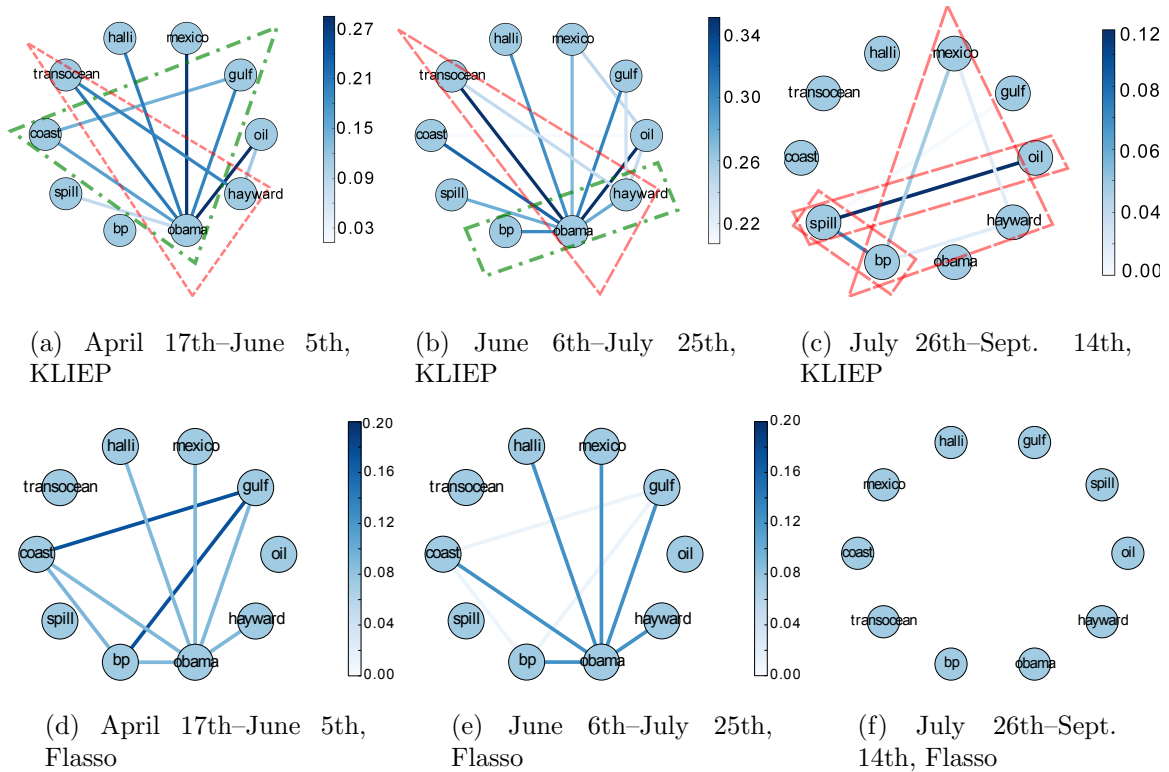 halli
mexico
transocean
gulf
coast
oil
spill
hayward
bp
obama
0.27
0.21
0.15
0.09
0.03
halli
mexico
transocean
gulf
coast
oil
spill
hayward
bp
obama
0.34
0.30
0.26
0.22
halli
mexico
transocean
gulf
coast
oil
spill
hayward
bp
obama
0.12
0.08
0.06
0.04
0.00
(a) April 17th–June 5th,
KLIEP
(b) June 6th–July 25th,
KLIEP
(c) July 26th–Sept. 14th,
KLIEP
halli
mexico
transocean
gulf
coast
oil
spill
hayward
bp
obama
0.20
0.16
0.12
0.08
0.04
0.00
halli
mexico
transocean
gulf
coast
oil
spill
hayward
bp
obama
0.20
0.16
0.12
0.08
0.04
0.00
halli
gulf
mexico
spill
coast
oil
transocean
hayward
bp
obama
(d) April 17th–June 5th,
Flasso
(e) June 6th–July 25th,
Flasso
(f) July 26th–Sept.
14th, Flasso